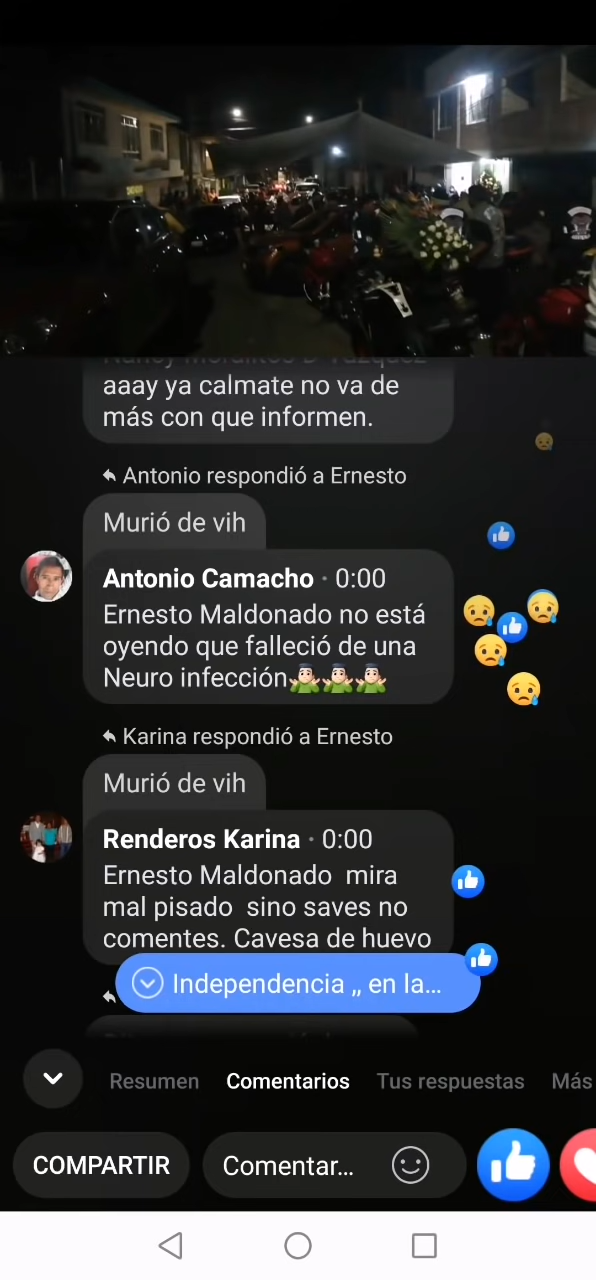 aaay ya calmate no va de
más con que informen.
Antonio respondió a Ernesto
Murió de vih
Antonio Camacho · 0:00
Ernesto Maldonado no está
oyendo que falleció de una
Neuro infección🤷🏻‍♂️🤷🏻‍♂️🤷🏻‍♂️
Karina respondió a Ernesto
Murió de vih
Renderos Karina · 0:00
Ernesto Maldonado mira
mal pisado sino saves no
comentes. Cavesa de huevo
Independencia ,, en la...
Resumen Comentarios Tus respuestas Más
COMPARTIR Comentar...